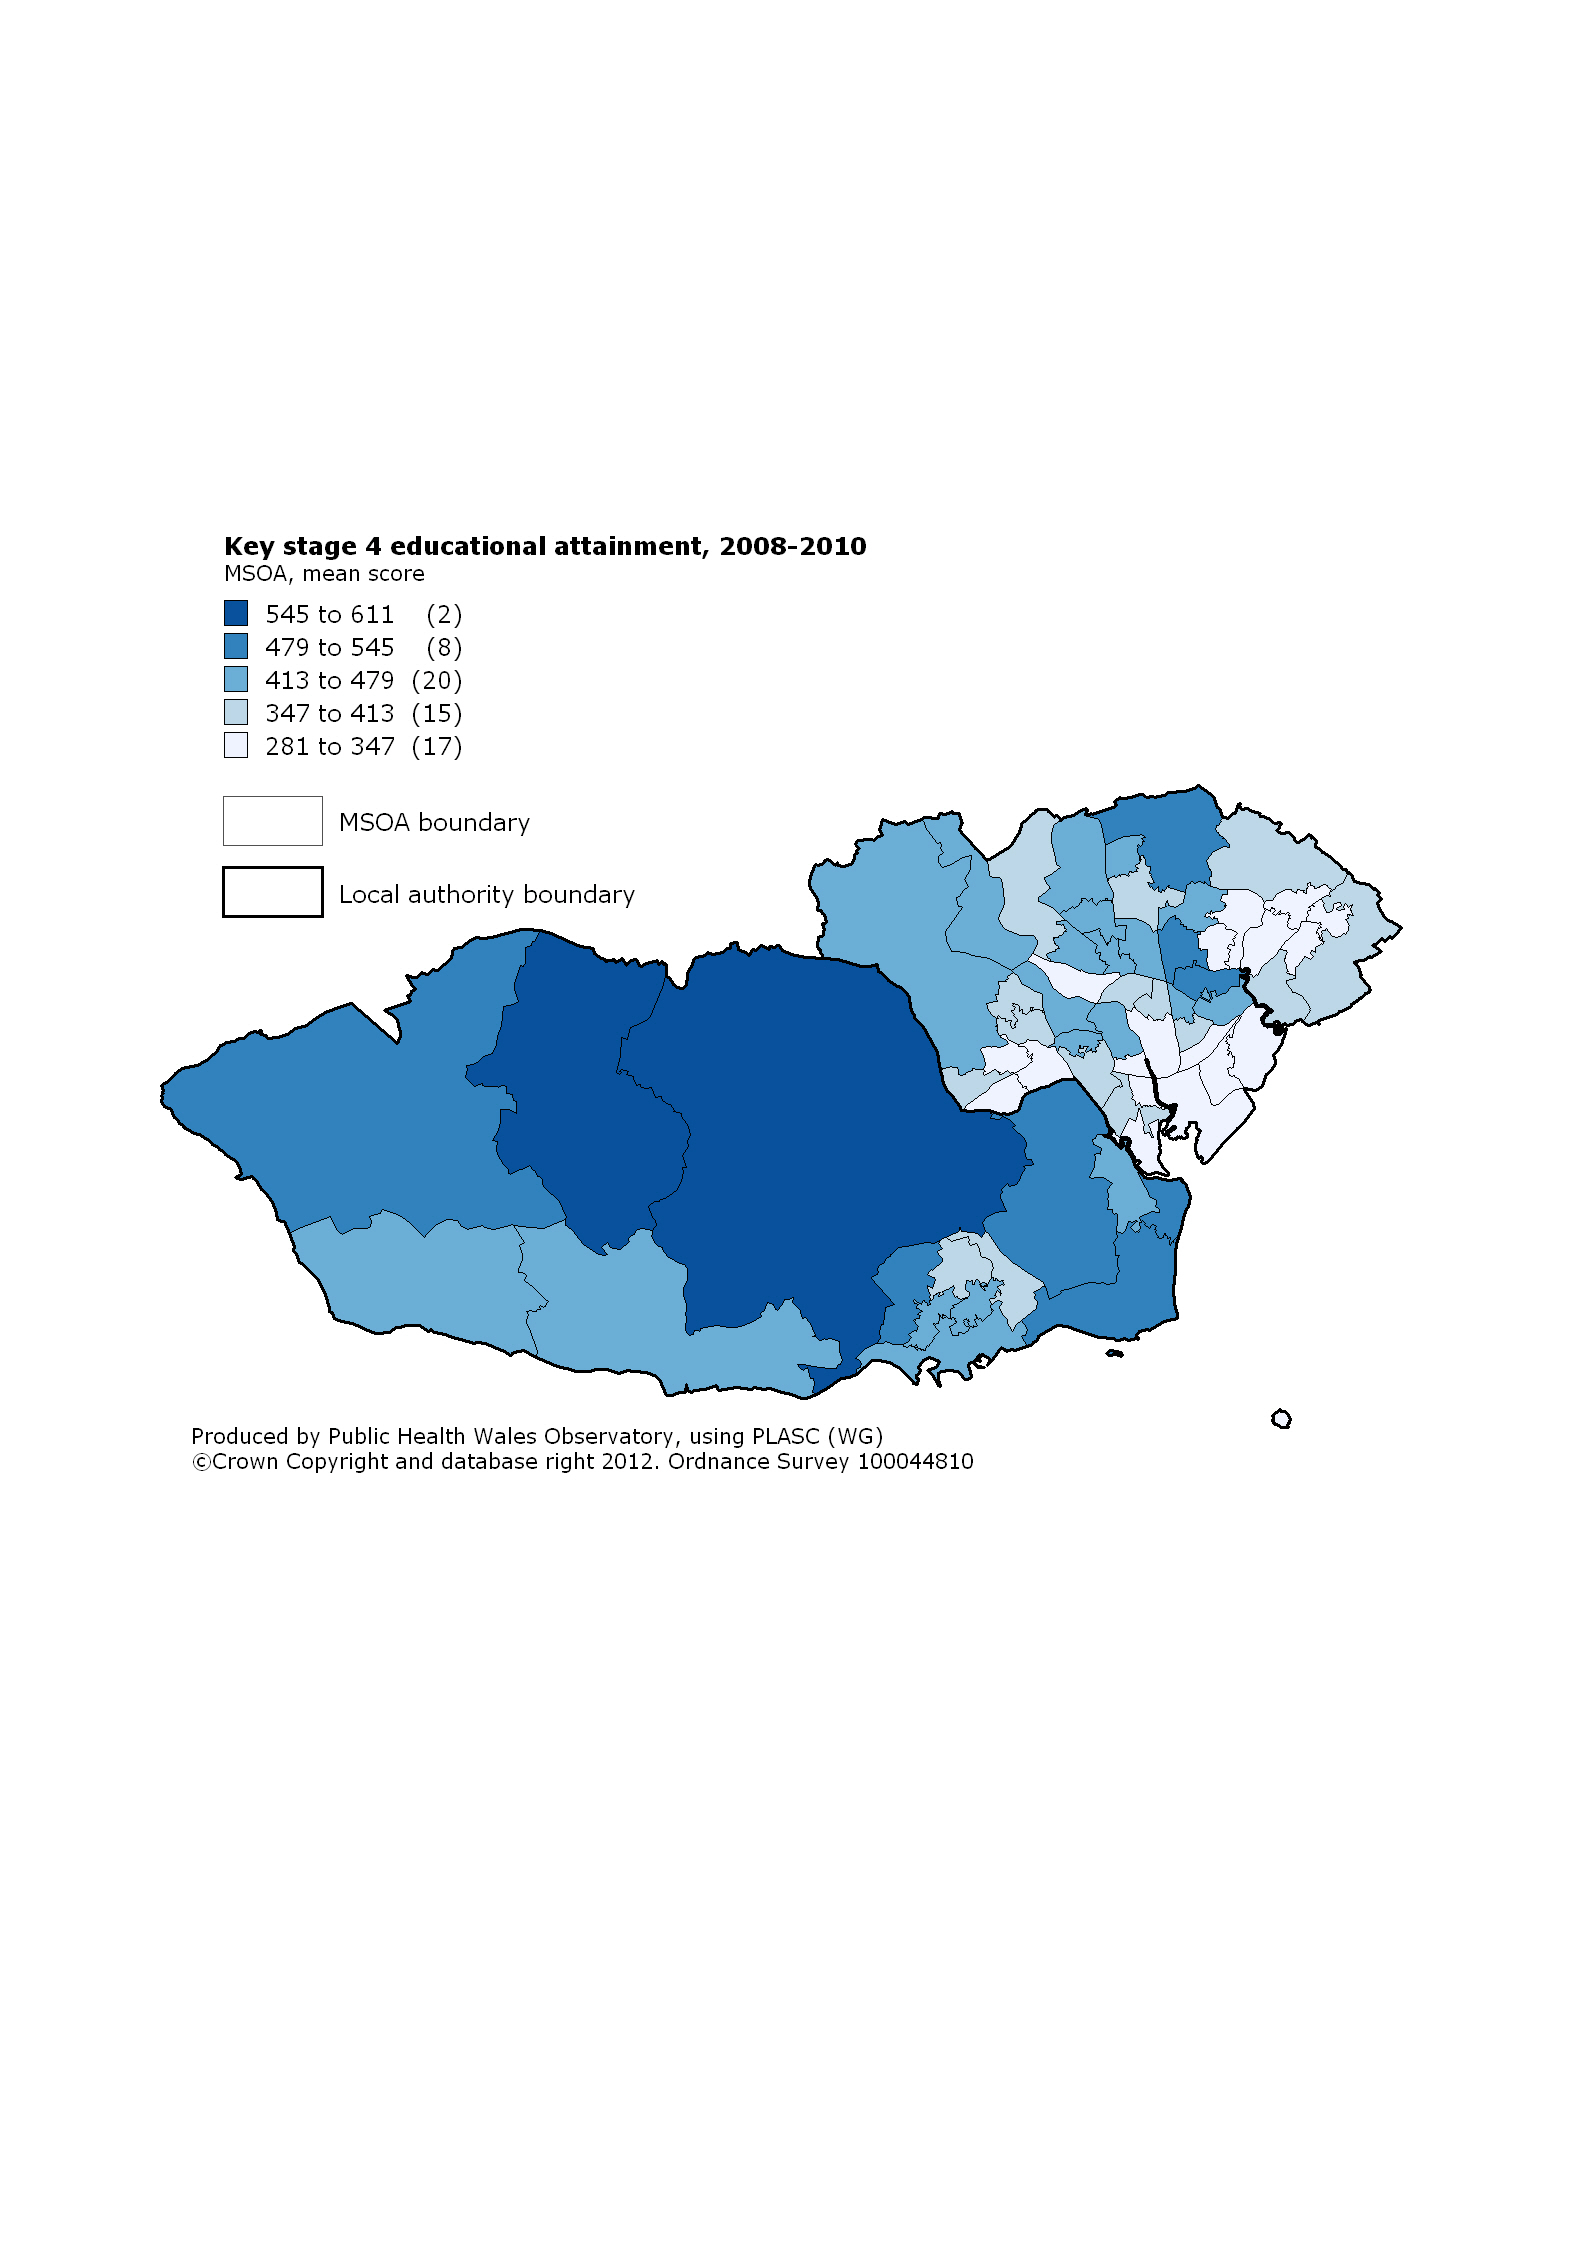 Key stage 4 educational attainment, 2008-2010
MSOA, mean score
545 to 611 (2)
479 to 545 (8)
413 to 479 (20)
347 to 413 (15)
281 to 347 (17)
MSOA boundary
Local authority boundary
Produced by Public Health Wales Observatory, using PLASC (WG)
©Crown Copyright and database right 2012. Ordnance Survey 100044810